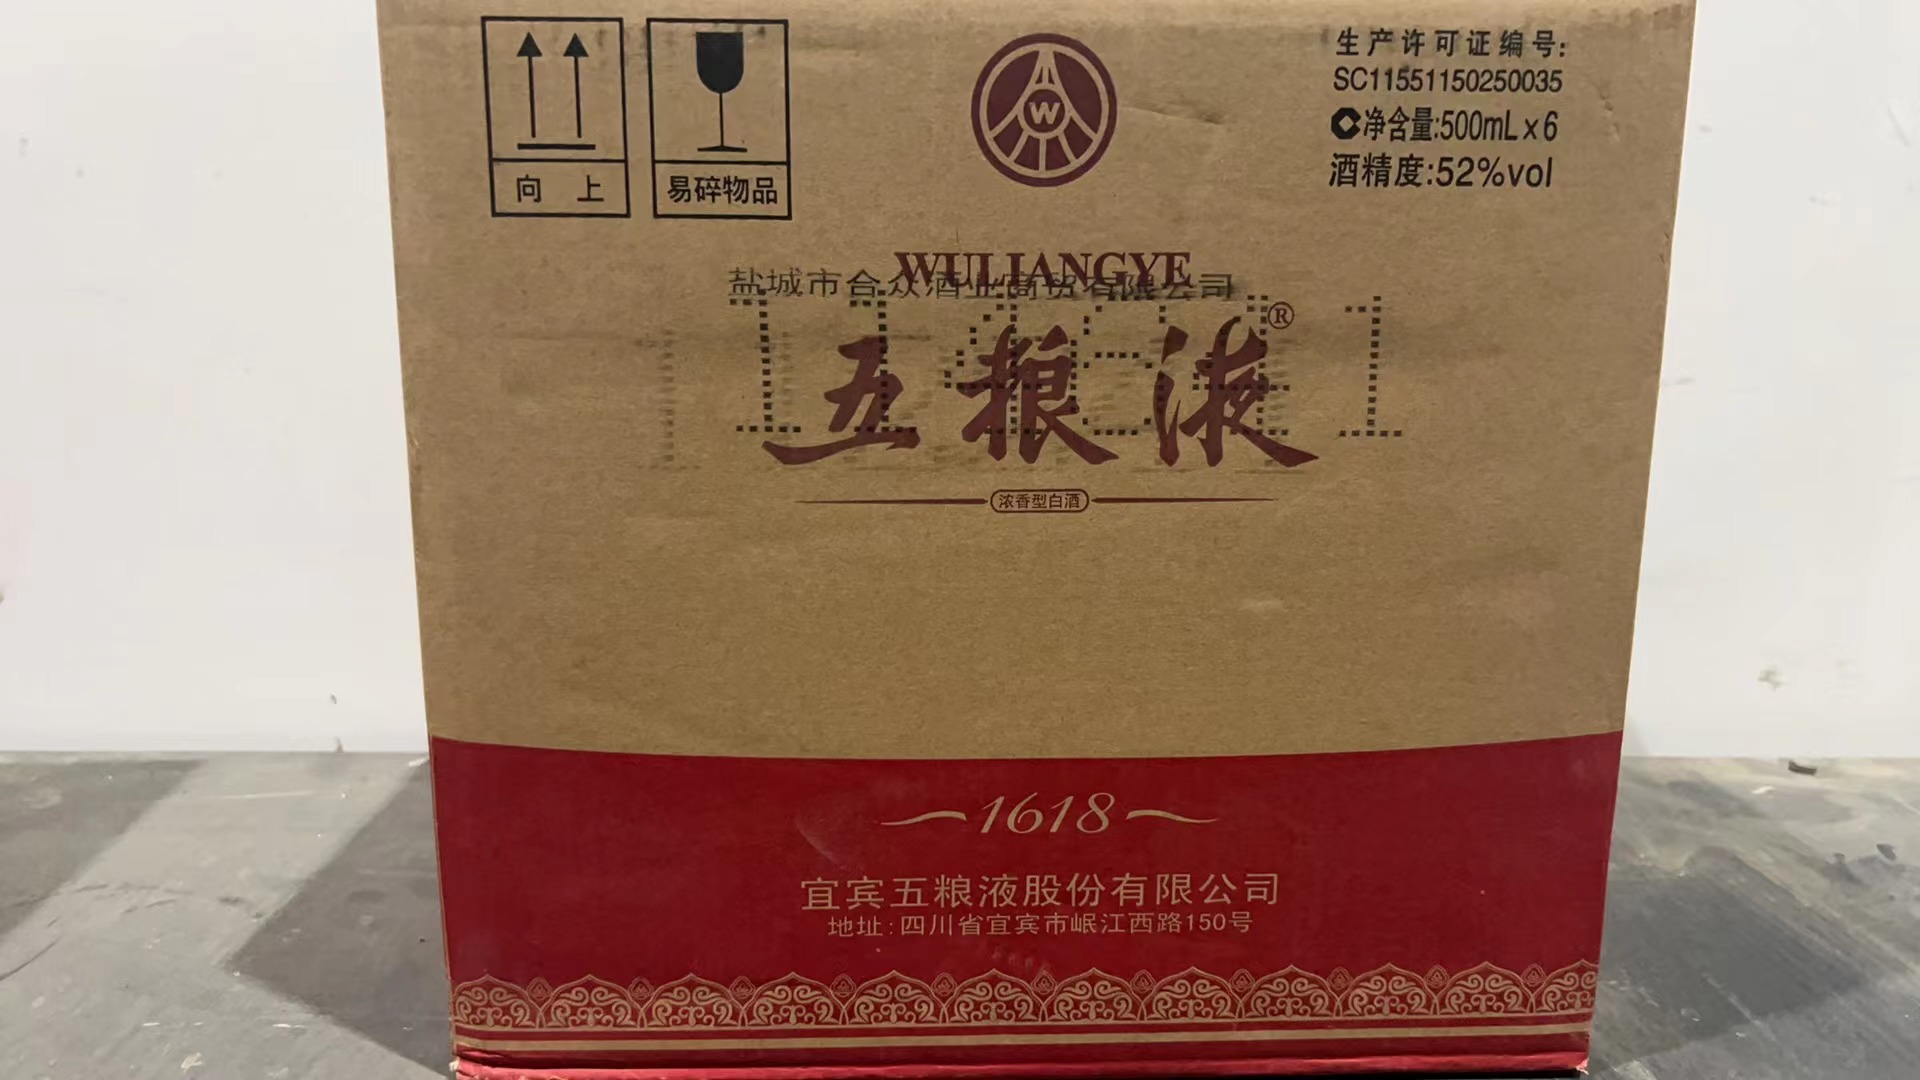 向 上
易碎物品
W
生产许可证编号:
SC11551150250035
净含量:500mL×6
酒精度:52%vol
WULIANGYE
盐城市合众酒业商贸有限公司
五粮液®
浓香型白酒
1618
宜宾五粮液股份有限公司
地址:四川省宜宾市岷江西路150号